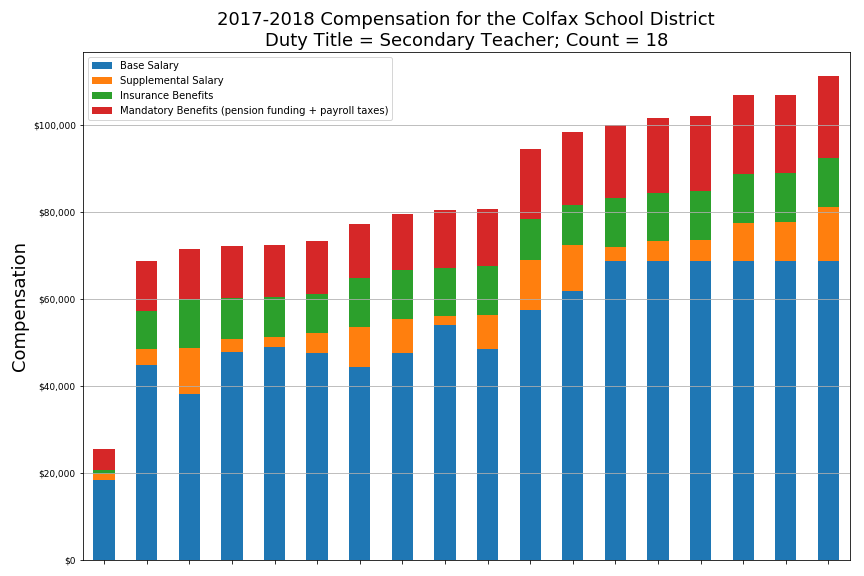 2017-2018 Compensation for the Colfax School District
Duty Title = Secondary Teacher; Count = 18
Base Salary
Supplemental Salary
Insurance Benefits
Mandatory Benefits (pension funding + payroll taxes)
$100,000
$80,000
$60,000
$40,000
$20,000
$0
Compensation